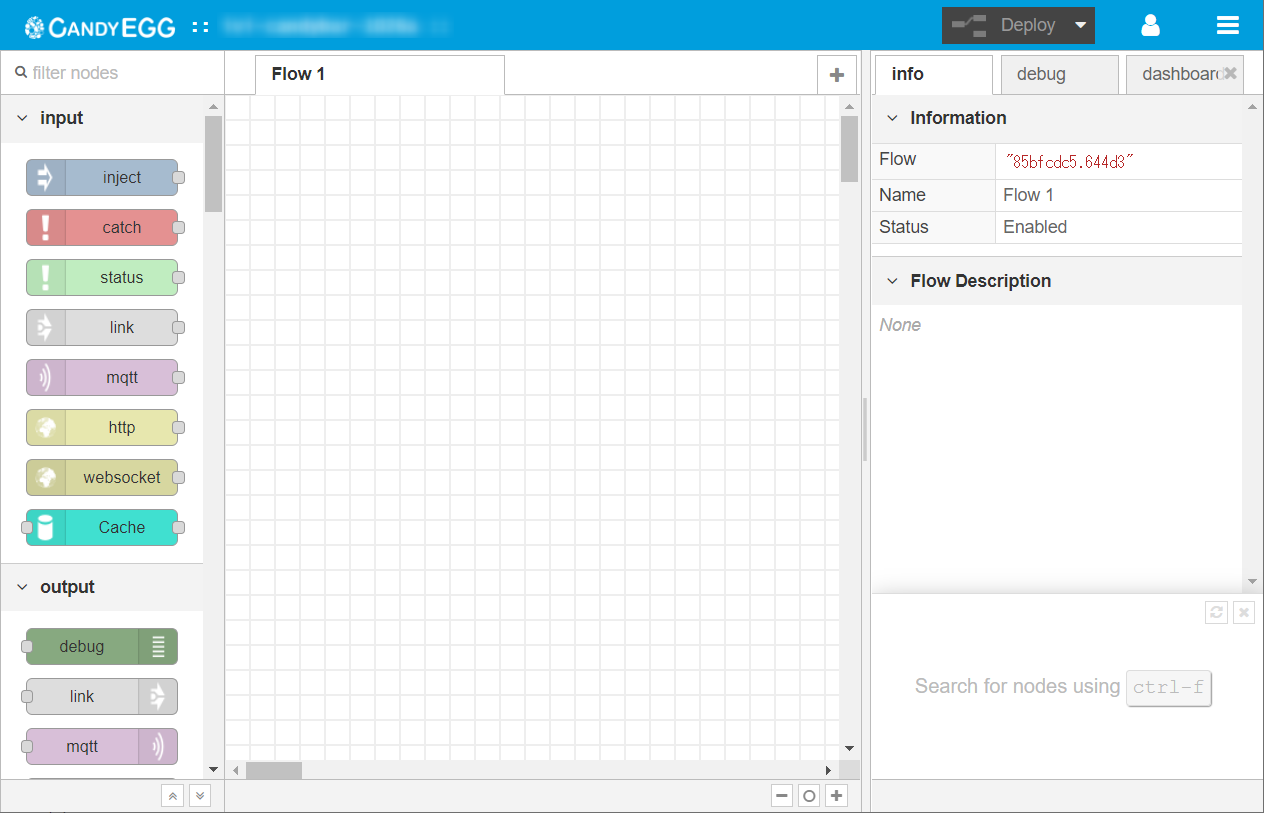 CANDYEGG ::
Deploy
filter nodes
input
inject
catch
status
link
mqtt
http
websocket
Cache
output
debug
link
mqtt
Flow 1
info
debug
dashboard
Information
Flow "85bfcdc5.644d3"
Name Flow 1
Status Enabled
Flow Description
None
Search for nodes using ctrl-f